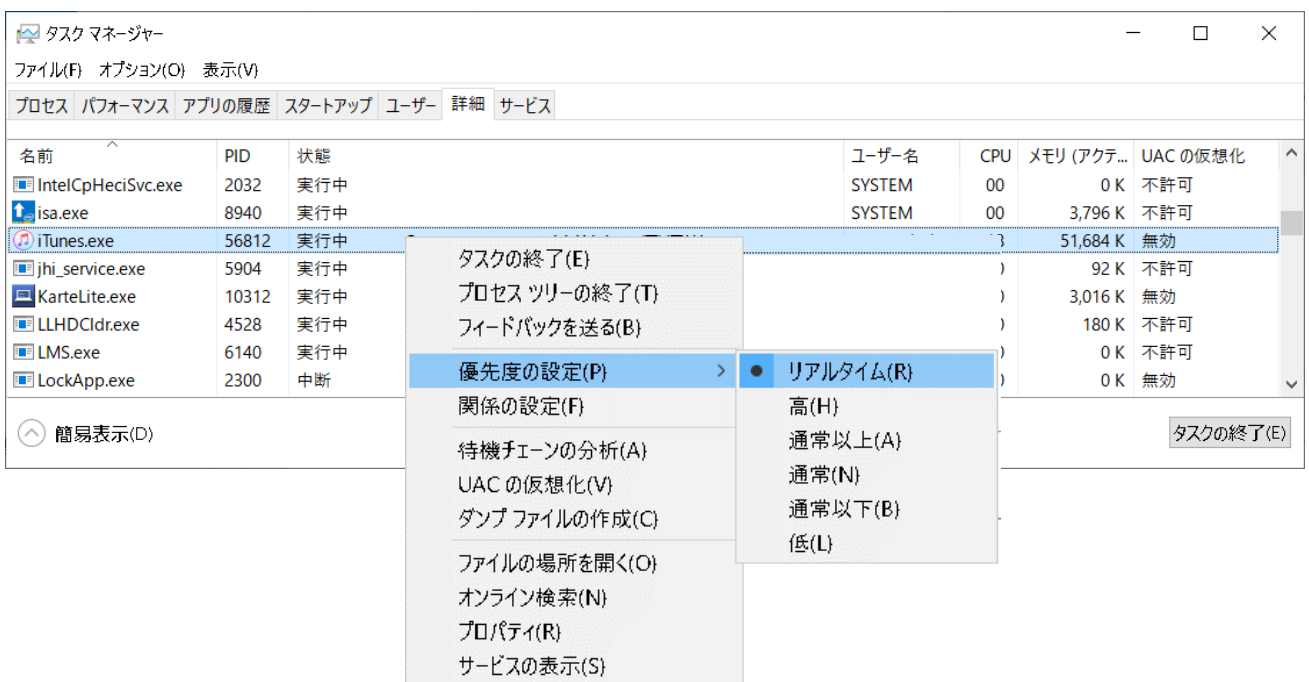 タスク マネージャー
ファイル(F) オプション(O) 表示(V)
プロセス パフォーマンス アプリの履歴 スタートアップ ユーザー 詳細 サービス
名前 PID 状態 ユーザー名 CPU メモリ (アクテ... UAC の仮想化
IntelCpHeciSvc.exe 2032 実行中 SYSTEM 00 0 K 不許可
isa.exe 8940 実行中 SYSTEM 00 3,796 K 不許可
iTunes.exe 56812 実行中 51,684 K 無効
jhi_service.exe 5904 実行中 92 K 不許可
KarteLite.exe 10312 実行中 3,016 K 無効
LLHDCldr.exe 4528 実行中 180 K 不許可
LMS.exe 6140 実行中 0 K 不許可
LockApp.exe 2300 中断 0 K 無効
簡易表示(D) タスクの終了(E)
タスクの終了(E)
プロセス ツリーの終了(T)
フィードバックを送る(B)
優先度の設定(P)
関係の設定(F)
待機チェーンの分析(A)
UAC の仮想化(V)
ダンプ ファイルの作成(C)
ファイルの場所を開く(O)
オンライン検索(N)
プロパティ(R)
サービスの表示(S)
リアルタイム(R)
高(H)
通常以上(A)
通常(N)
通常以下(B)
低(L)